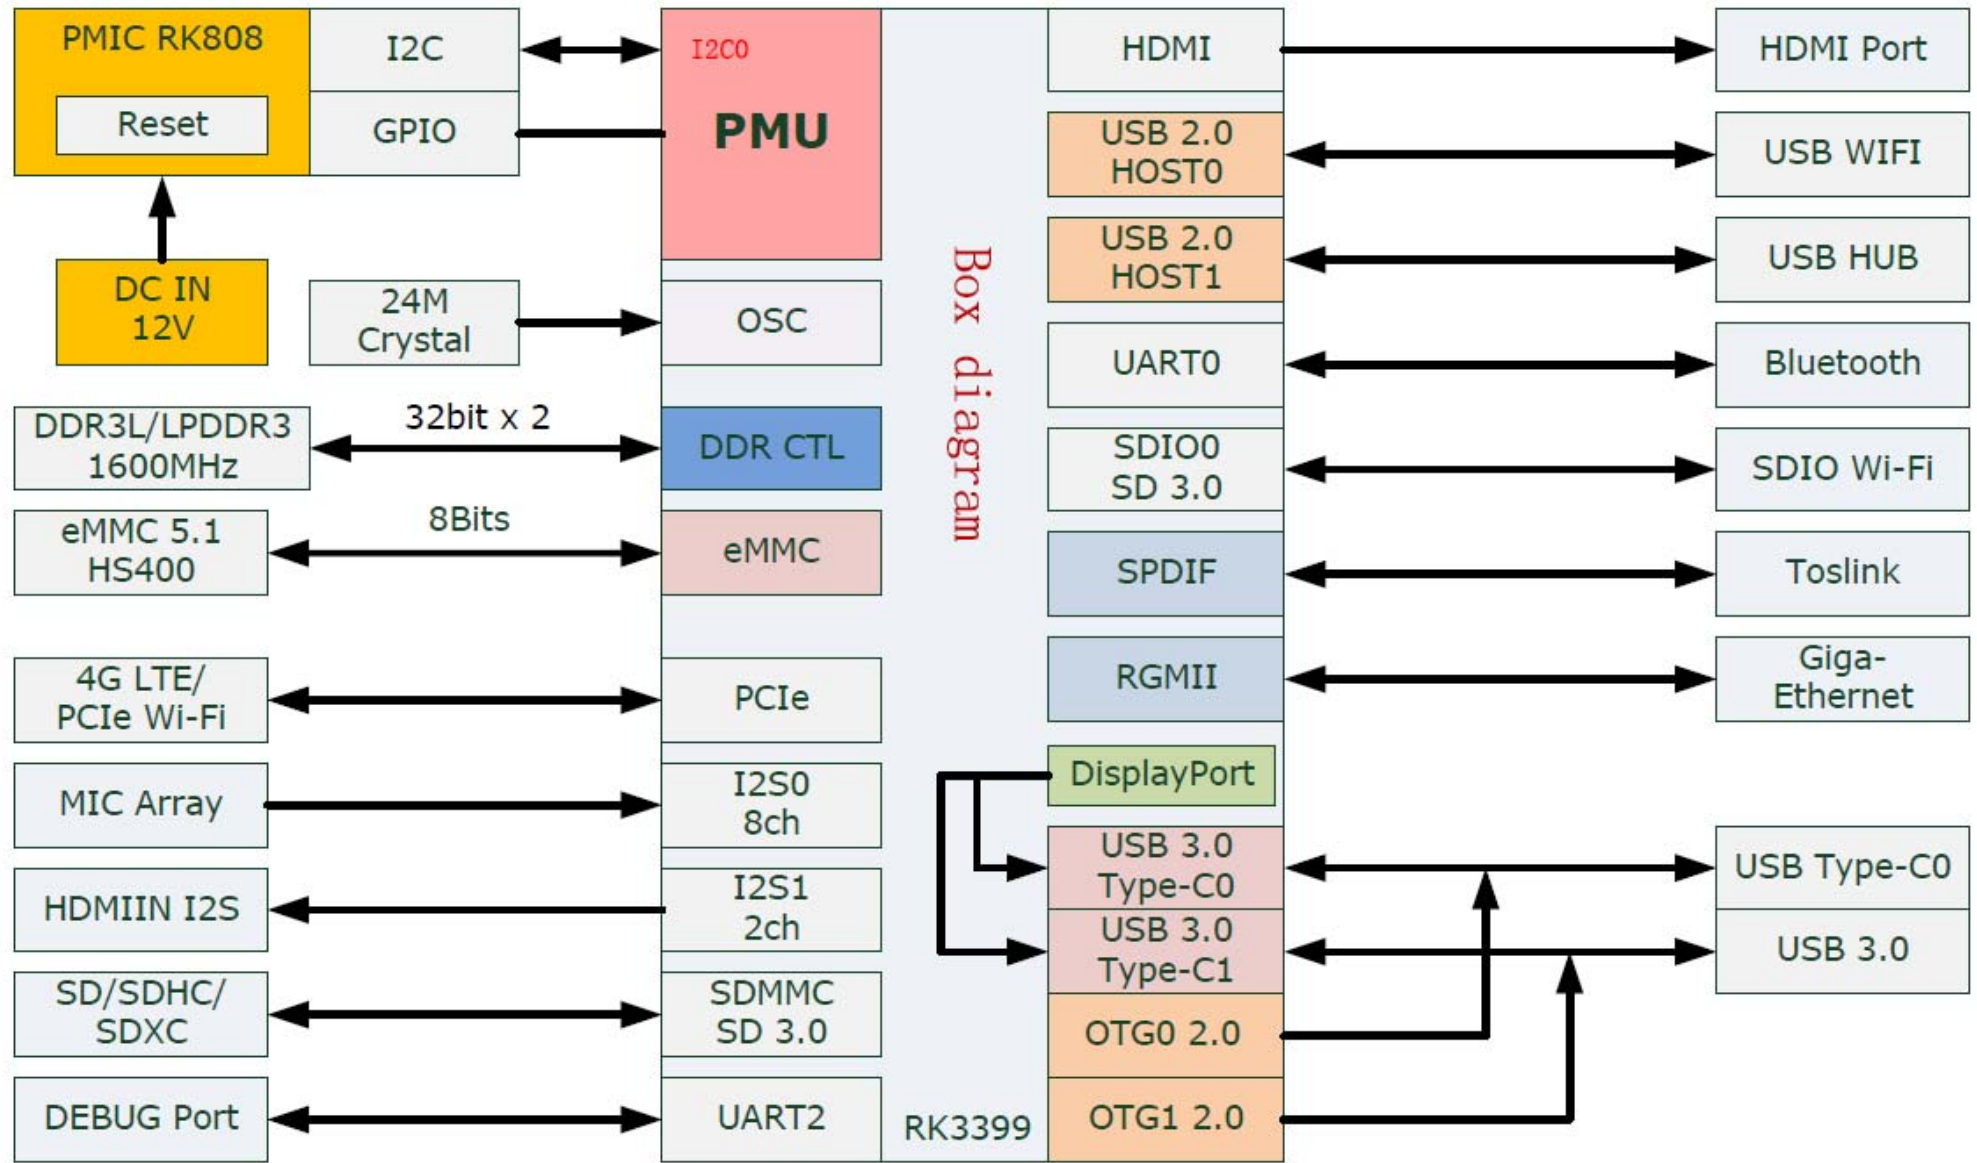 PMIC RK808
Reset
I2C
GPIO
I2C0
PMU
DC IN
12V
24M
Crystal
OSC
DDR3L/LPDDR3
1600MHz
32bit x 2
DDR CTL
eMMC 5.1
HS400
8Bits
eMMC
4G LTE/
PCIe Wi-Fi
PCIe
MIC Array
I2S0
8ch
HDMIIN I2S
I2S1
2ch
SD/SDHC/
SDXC
SDMMC
SD 3.0
DEBUG Port
UART2
Box diagram
RK3399
HDMI
HDMI Port
USB 2.0
HOST0
USB WIFI
USB 2.0
HOST1
USB HUB
UART0
Bluetooth
SDIO0
SD 3.0
SDIO Wi-Fi
SPDIF
Toslink
RGMII
Giga-
Ethernet
DisplayPort
USB 3.0
Type-C0
USB Type-C0
USB 3.0
Type-C1
USB 3.0
OTG0 2.0
OTG1 2.0